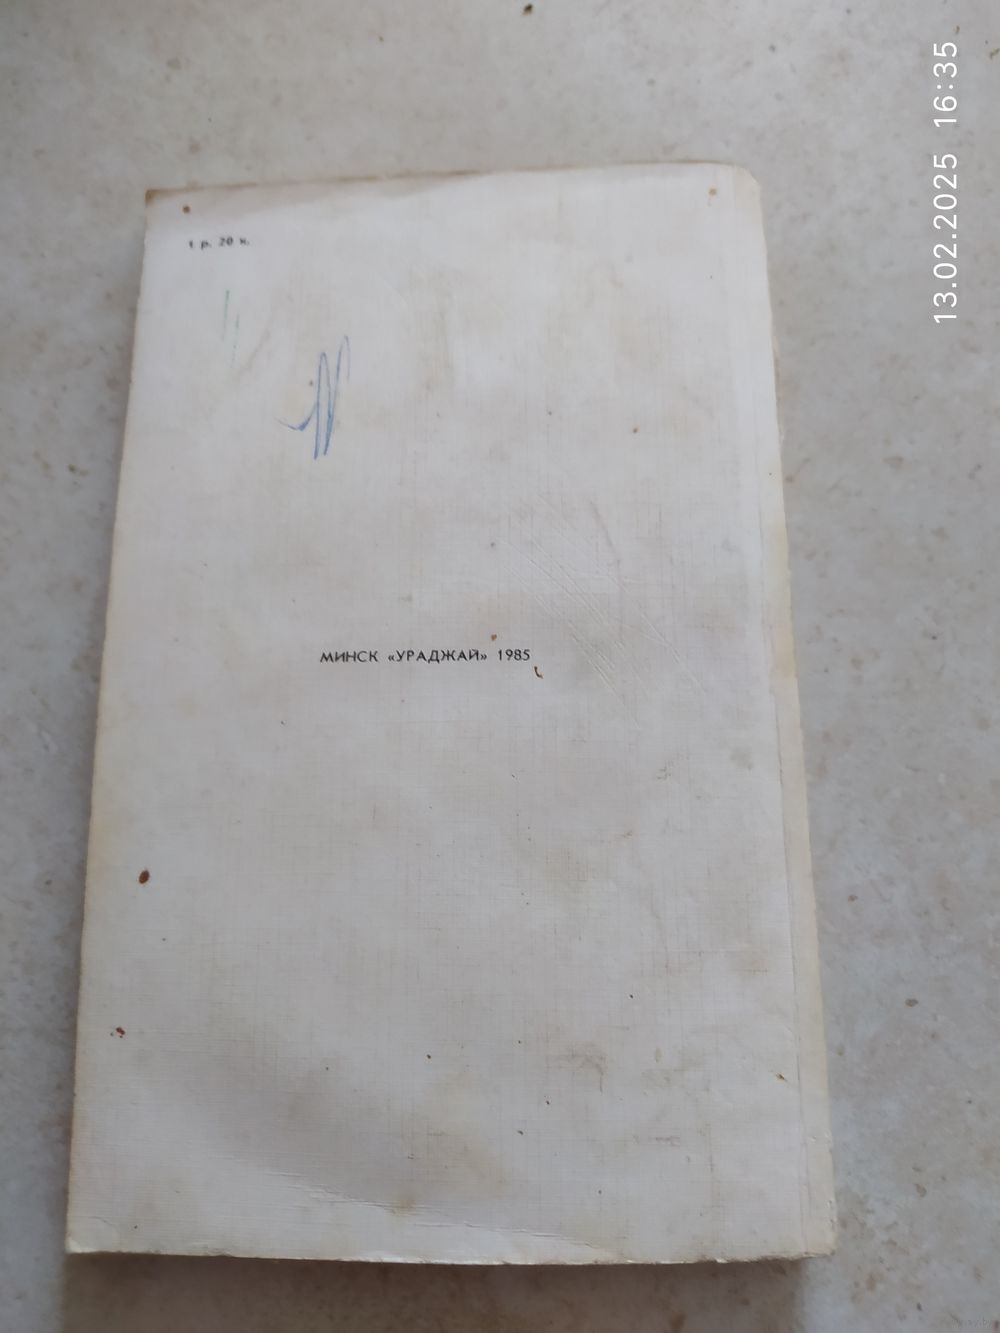 1 р. 20 к.
МИНСК «УРАДЖАЙ» 1985
13.02.2025 16:35